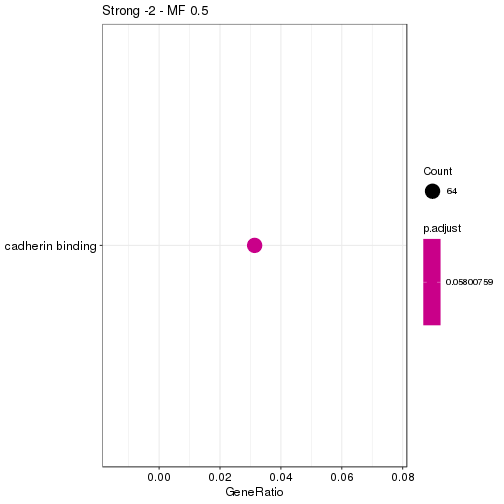 Strong -2 - MF 0.5
cadherin binding
0.00 0.02 0.04 0.06 0.08
GeneRatio
Count
64
p.adjust
0.05800759